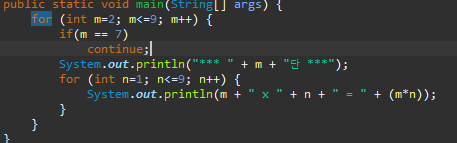 public static void main(String[] args) {
for (int m=2; m<=9; m++) {
if(m == 7)
continue;
System.out.println("*** " + m + "단 ***");
for (int n=1; n<=9; n++) {
System.out.println(m + " x " + n + " = " + (m*n));
}
}
}